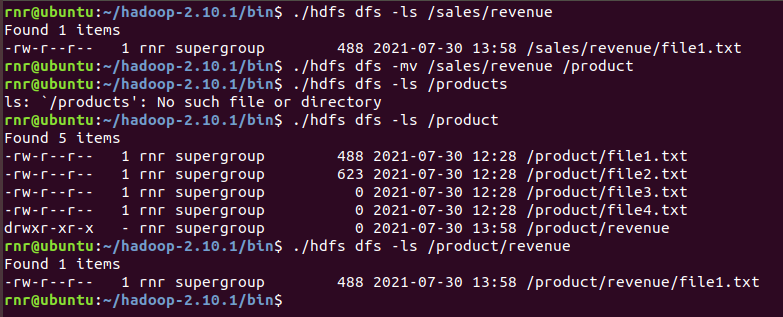 rnr@ubuntu:~/hadoop-2.10.1/bin$ ./hdfs dfs -ls /sales/revenue
Found 1 items
-rw-r--r--   1 rnr supergroup        488 2021-07-30 13:58 /sales/revenue/file1.txt
rnr@ubuntu:~/hadoop-2.10.1/bin$ ./hdfs dfs -mv /sales/revenue /product
rnr@ubuntu:~/hadoop-2.10.1/bin$ ./hdfs dfs -ls /products
ls: `/products': No such file or directory
rnr@ubuntu:~/hadoop-2.10.1/bin$ ./hdfs dfs -ls /product
Found 5 items
-rw-r--r--   1 rnr supergroup        488 2021-07-30 12:28 /product/file1.txt
-rw-r--r--   1 rnr supergroup        623 2021-07-30 12:28 /product/file2.txt
-rw-r--r--   1 rnr supergroup          0 2021-07-30 12:28 /product/file3.txt
-rw-r--r--   1 rnr supergroup          0 2021-07-30 12:28 /product/file4.txt
drwxr-xr-x   - rnr supergroup          0 2021-07-30 13:58 /product/revenue
rnr@ubuntu:~/hadoop-2.10.1/bin$ ./hdfs dfs -ls /product/revenue
Found 1 items
-rw-r--r--   1 rnr supergroup        488 2021-07-30 13:58 /product/revenue/file1.txt
rnr@ubuntu:~/hadoop-2.10.1/bin$